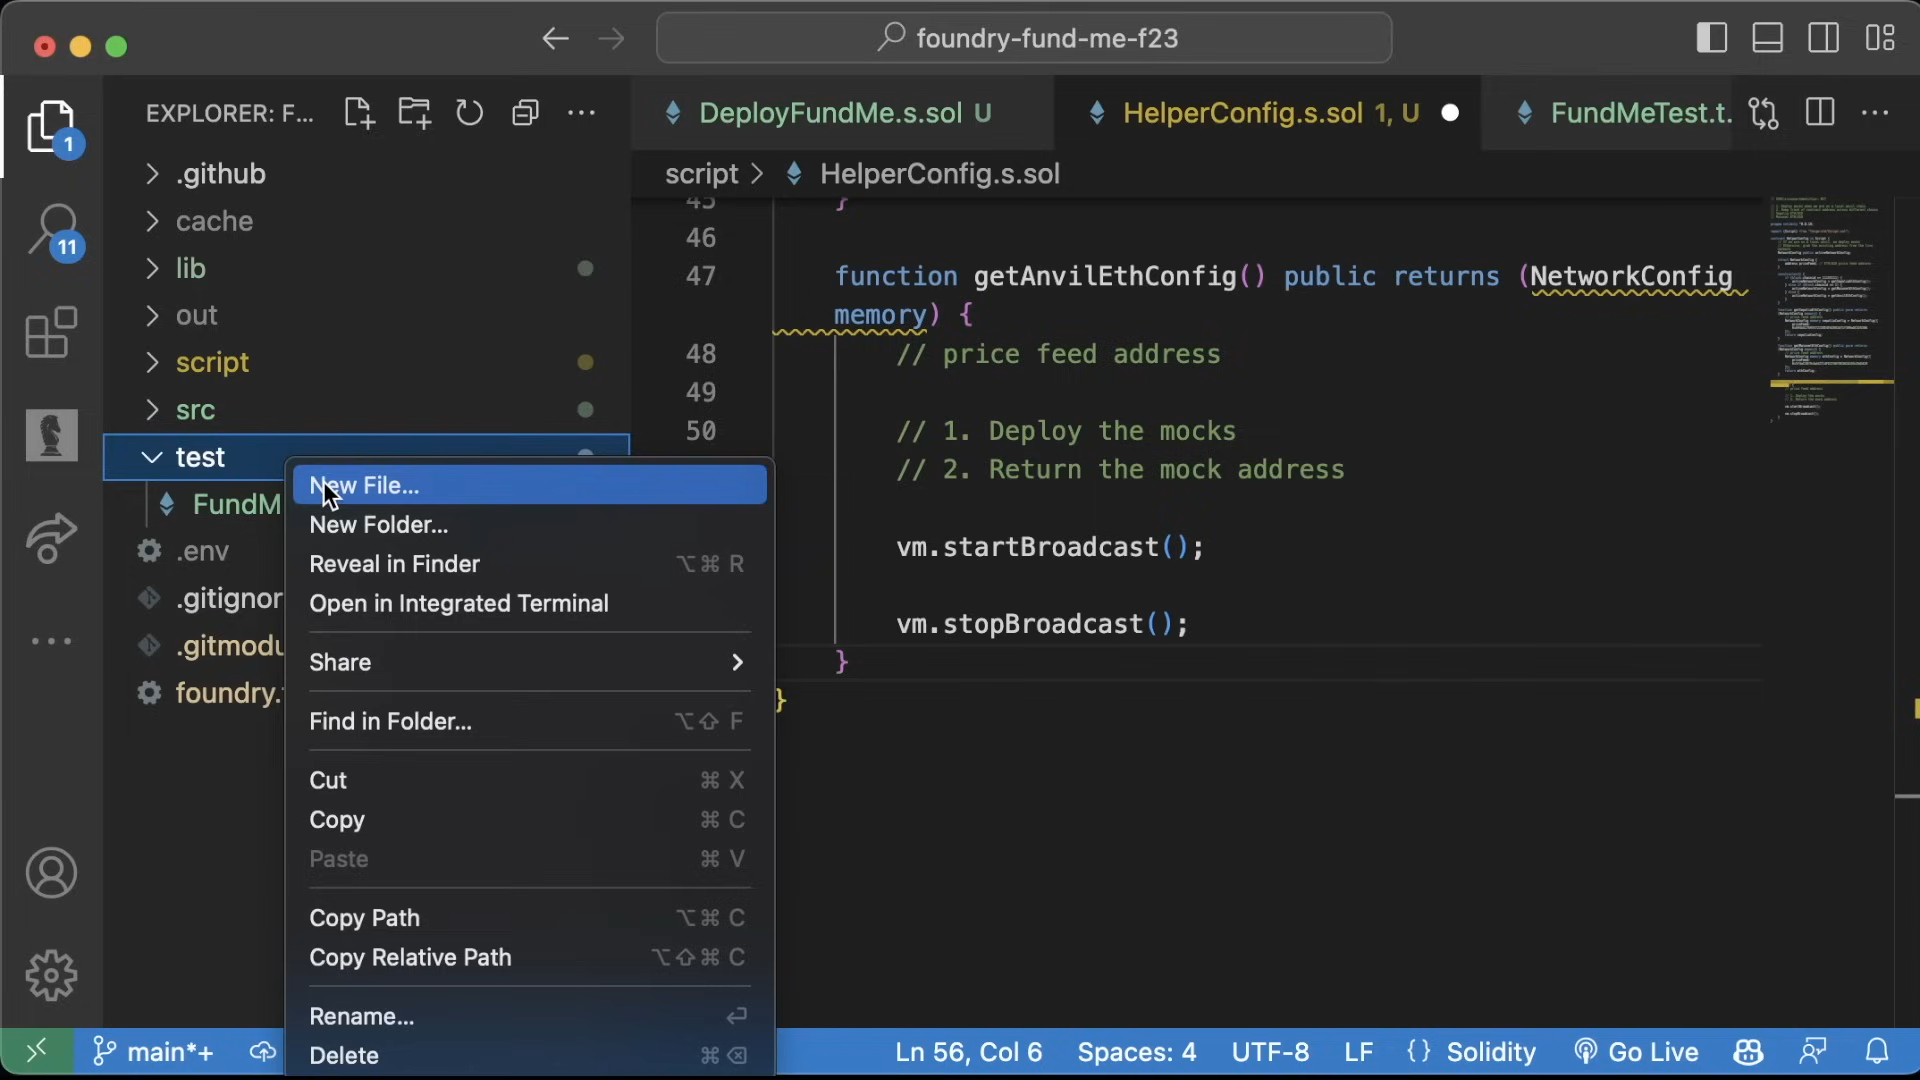 foundry-fund-me-f23
EXPLORER: F...
DeployFundMe.s.sol U
HelperConfig.s.sol 1, U
FundMeTest.t.
1
11
.github
cache
lib
out
script
src
test
FundM
.env
.gitignor
.gitmodu
foundry.
script > HelperConfig.s.sol
45 }
46
47 function getAnvilEthConfig() public returns (NetworkConfig
memory) {
48 // price feed address
49
50 // 1. Deploy the mocks
// 2. Return the mock address
vm.startBroadcast();
vm.stopBroadcast();
}
}
New File...
New Folder...
Reveal in Finder ⌥⌘ R
Open in Integrated Terminal
Share
Find in Folder... ⌥⇧ F
Cut ⌘ X
Copy ⌘ C
Paste ⌘ V
Copy Path ⌥⌘ C
Copy Relative Path ⌥⇧⌘ C
Rename... ⏎
Delete ⌘⌫
main*+
Ln 56, Col 6 Spaces: 4 UTF-8 LF {} Solidity Go Live